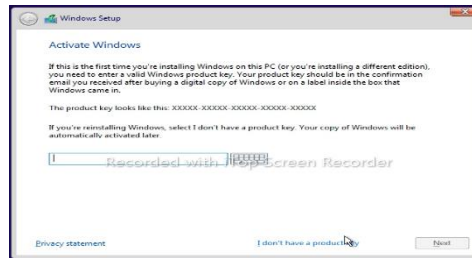 Windows Setup
Activate Windows
If this is the first time you're installing Windows on this PC (or you're installing a different edition),
you need to enter a valid Windows product key. Your product key should be in the confirmation
email you received after buying a digital copy of Windows or on a label inside the box that
Windows came in.
The product key looks like this: XXXXX-XXXXX-XXXXX-XXXXX-XXXXX
If you're reinstalling Windows, select I don't have a product key. Your copy of Windows will be
automatically activated later.
Recorded with iTop Screen Recorder
Privacy statement
I don't have a product key
Next